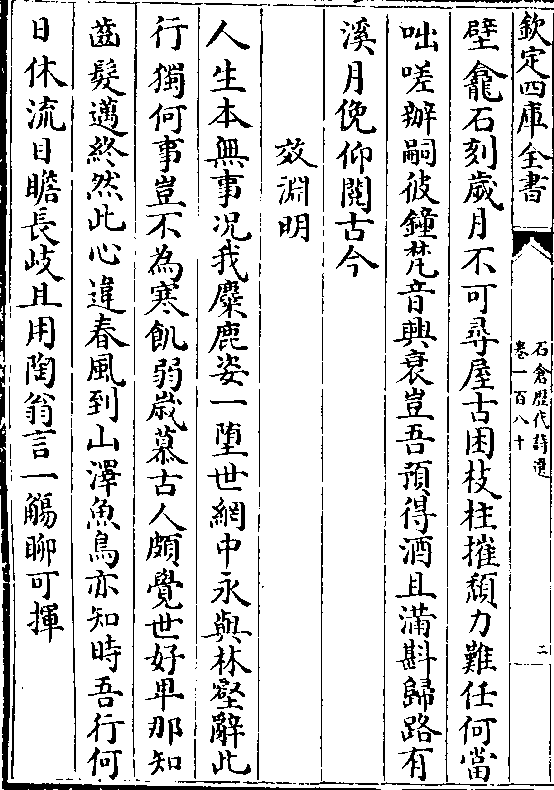 欽定四庫全書
石倉歴代詩選
卷一百八十
二
壁龕石刻歲月不可尋屋古困枝柱摧頽力難任何當
咄嗟辦嗣彼鐘梵音興衰豈吾預得酒且滿斟歸路有
溪月俛仰閱古今
效淵明
人生本無事况我麋鹿姿一墮世網中永與林壑辭此
行獨何事豈不為寒飢弱嵗慕古人頗覺世好卑那知
齒髮邁終然此心違春風到山澤魚鳥亦知時吾行何
日休流目瞻長岐且用陶翁言一觴聊可揮